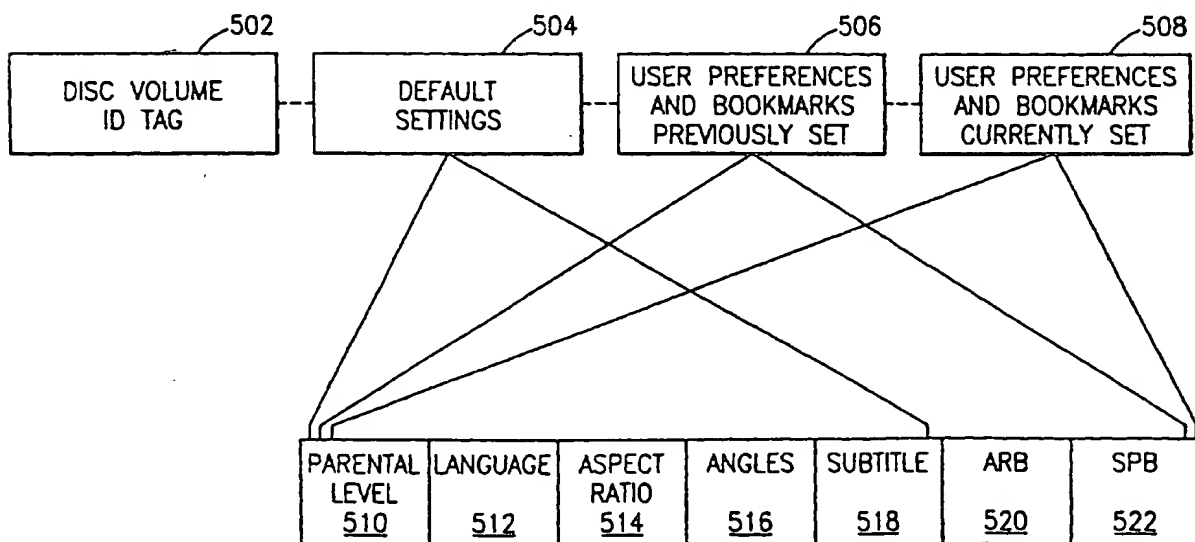 502
504
506
508
DISC VOLUME
ID TAG
DEFAULT
SETTINGS
USER PREFERENCES
AND BOOKMARKS
PREVIOUSLY SET
USER PREFERENCES
AND BOOKMARKS
CURRENTLY SET
PARENTAL
LEVEL
510
LANGUAGE
512
ASPECT
RATIO
514
ANGLES
516
SUBTITLE
518
ARB
520
SPB
522